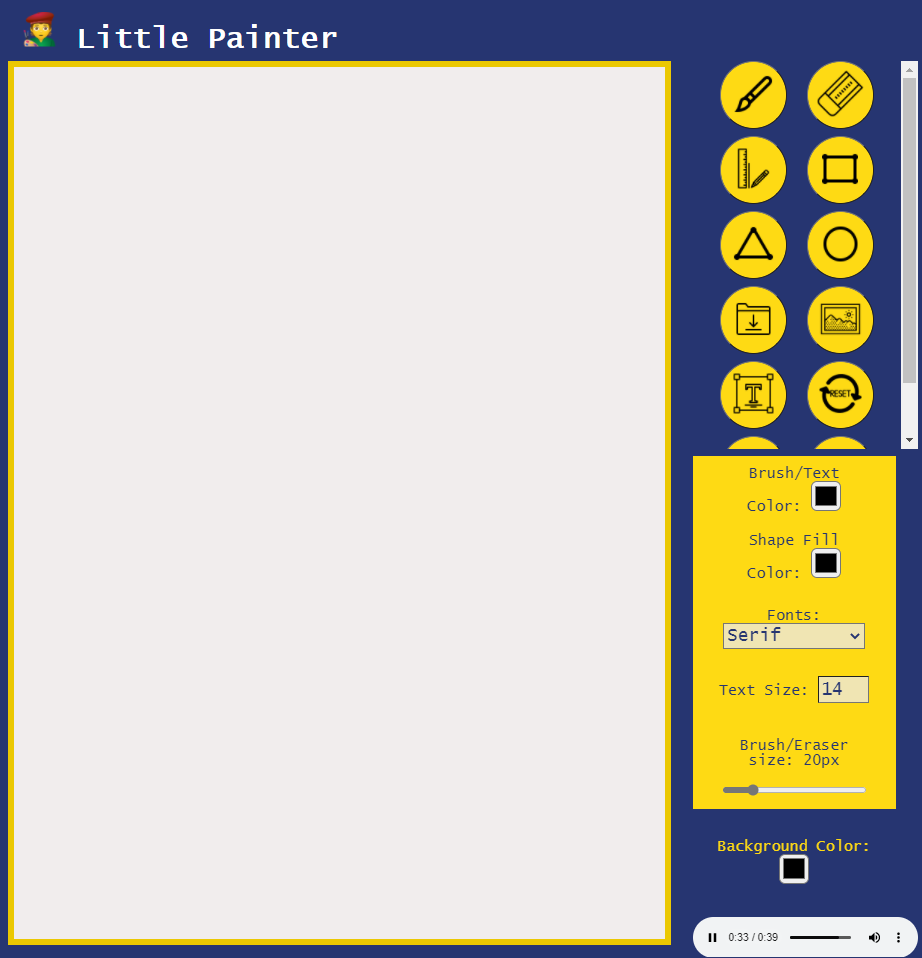 Little Painter
RESET
T
Brush/Text
Color:
Shape Fill
Color:
Fonts:
Serif
Text Size: 14
Brush/Eraser
size: 20px
Background Color:
0:33 / 0:39